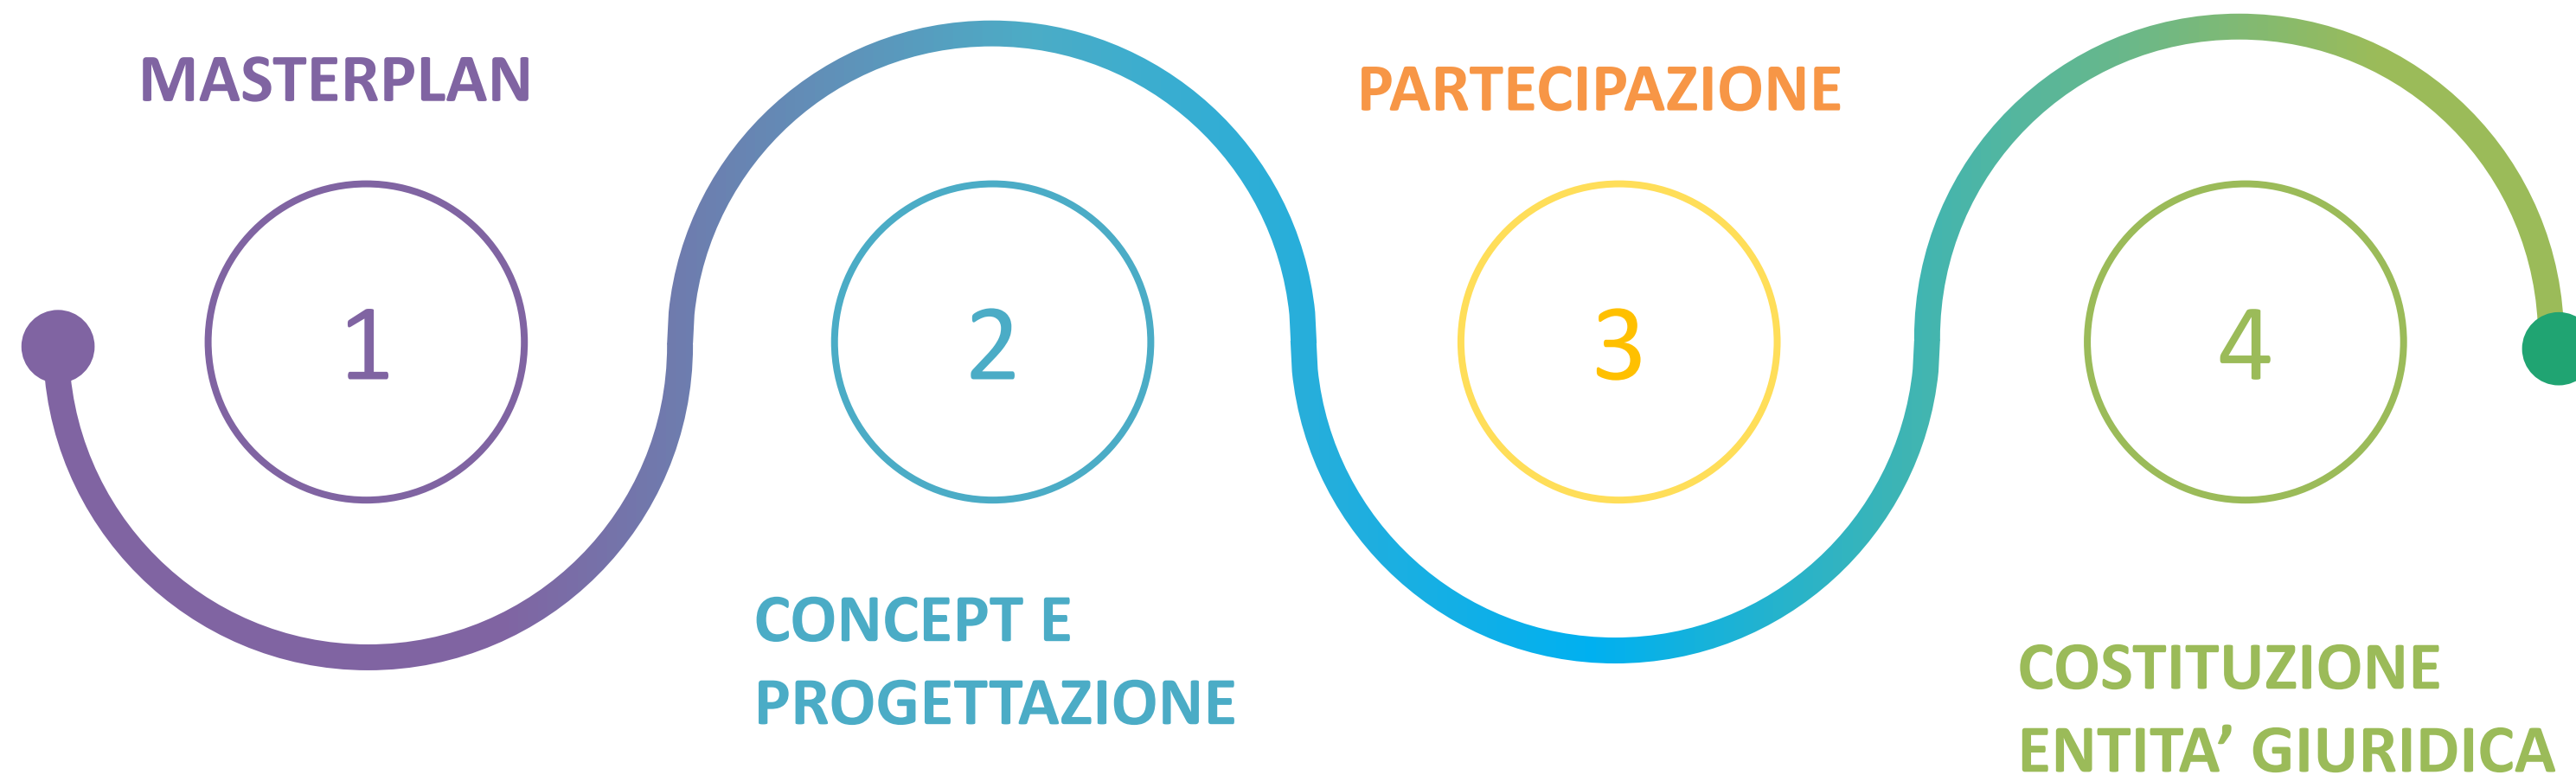 MASTERPLAN
1
2
CONCEPT E
PROGETTAZIONE
PARTECIPAZIONE
3
4
COSTITUZIONE
ENTITA’ GIURIDICA